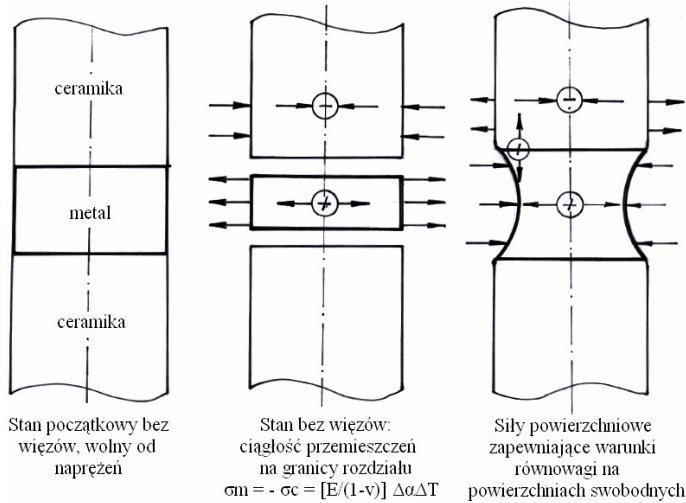 ceramika
metal
ceramika
Stan początkowy bez
więzów, wolny od
naprężeń
Stan bez więzów:
ciągłość przemieszczeń
na granicy rozdziału
σm = - σc = [E/(1-v)] ΔαΔT
Siły powierzchniowe
zapewniające warunki
równowagi na
powierzchniach swobodnych